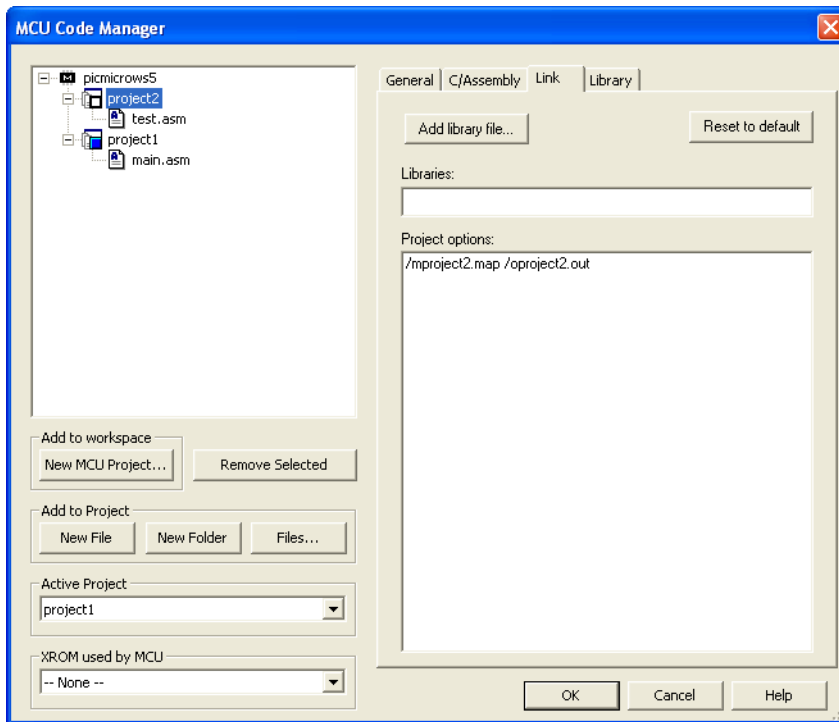 MCU Code Manager
picmicrows5
project2
test.asm
project1
main.asm
Add to workspace
New MCU Project...
Remove Selected
Add to Project
New File
New Folder
Files...
Active Project
project1
XROM used by MCU
-- None --
General
C/Assembly
Link
Library
Add library file...
Reset to default
Libraries:
Project options:
/mproject2.map /oproject2.out
OK
Cancel
Help